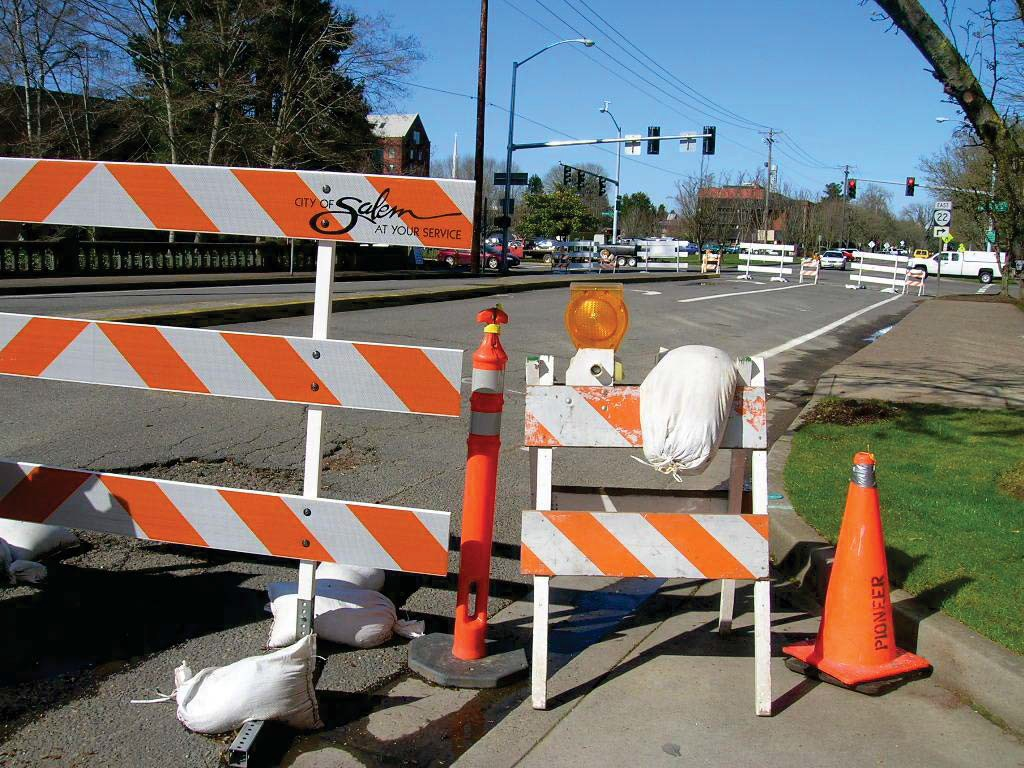 CITY OF
Salem
AT YOUR SERVICE
EAST
22
PIONEER